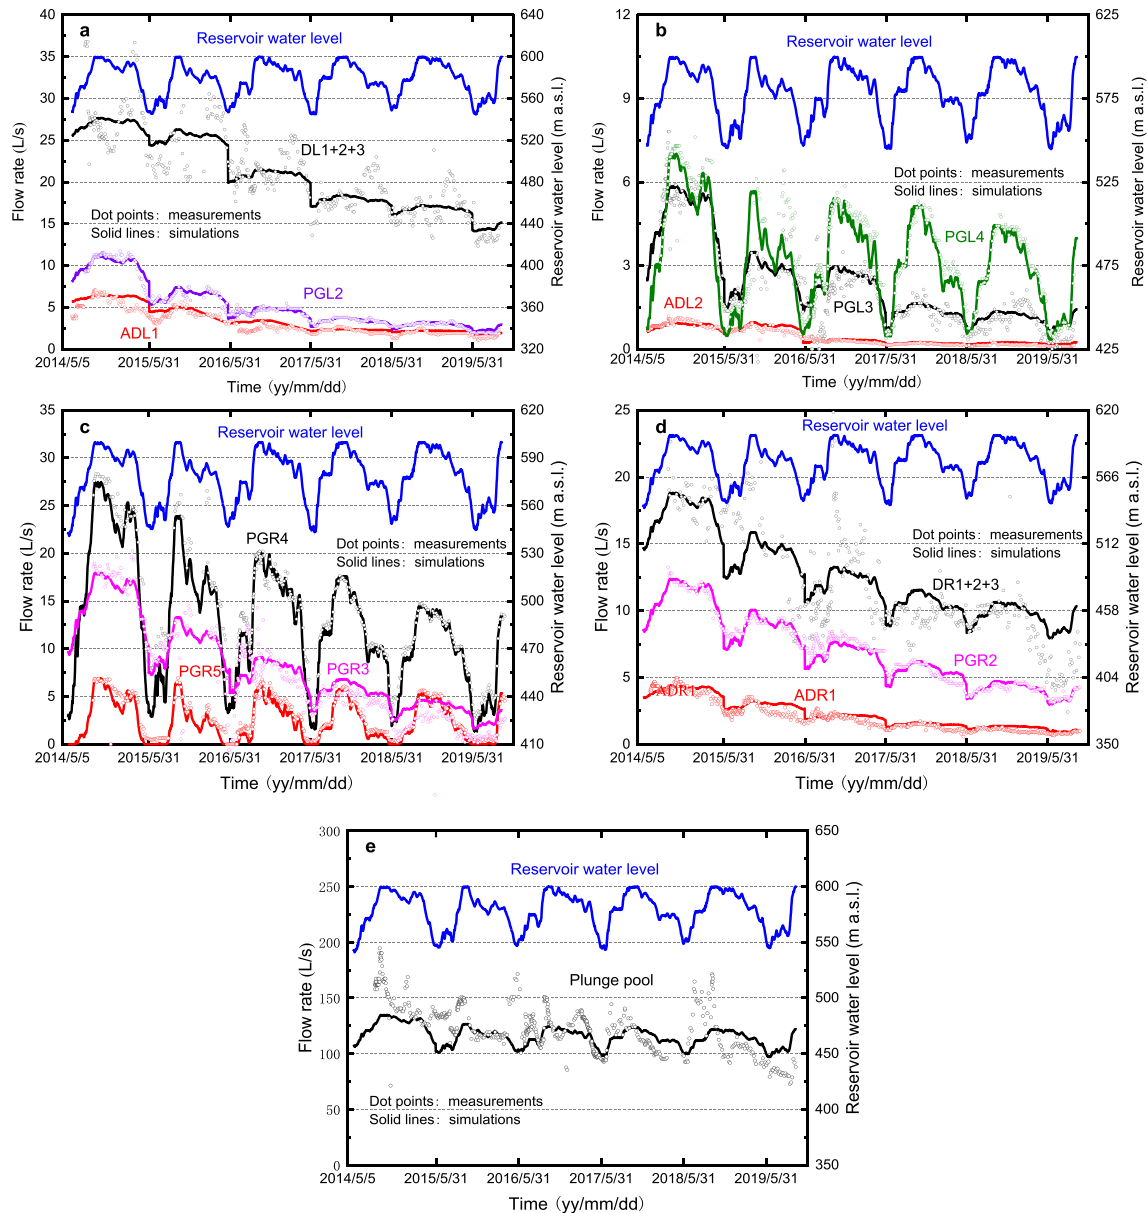 a
Reservoir water level
DL1+2+3
Dot points: measurements
Solid lines: simulations
PGL2
ADL1
Flow rate (L/s)
Reservoir water level (m a.s.l.)
40
35
30
25
20
15
10
5
0
640
600
560
520
480
440
400
360
320
2014/5/5
2015/5/31
2016/5/31
2017/5/31
2018/5/31
2019/5/31
Time (yy/mm/dd)
b
Reservoir water level
Dot points: measurements
Solid lines: simulations
PGL4
ADL2
PGL3
Flow rate (L/s)
Reservoir water level (m a.s.l.)
12
9
6
3
0
625
575
525
475
425
2014/5/5
2015/5/31
2016/5/31
2017/5/31
2018/5/31
2019/5/31
Time (yy/mm/dd)
c
Reservoir water level
PGR4
Dot points: measurements
Solid lines: simulations
PGR5
PGR3
Flow rate (L/s)
Reservoir water level (m a.s.l.)
35
30
25
20
15
10
5
0
620
590
560
530
500
470
440
410
2014/5/5
2015/5/31
2016/5/31
2017/5/31
2018/5/31
2019/5/31
Time (yy/mm/dd)
d
Reservoir water level
Dot points: measurements
Solid lines: simulations
DR1+2+3
PGR2
ADR1
ADR1
Flow rate (L/s)
Reservoir water level (m a.s.l.)
25
20
15
10
5
0
620
566
512
458
404
350
2014/5/5
2015/5/31
2016/5/31
2017/5/31
2018/5/31
2019/5/31
Time (yy/mm/dd)
e
Reservoir water level
Plunge pool
Dot points: measurements
Solid lines: simulations
Flow rate (L/s)
Reservoir water level (m a.s.l.)
300
250
200
150
100
50
0
650
600
550
500
450
400
350
2014/5/5
2015/5/31
2016/5/31
2017/5/31
2018/5/31
2019/5/31
Time (yy/mm/dd)